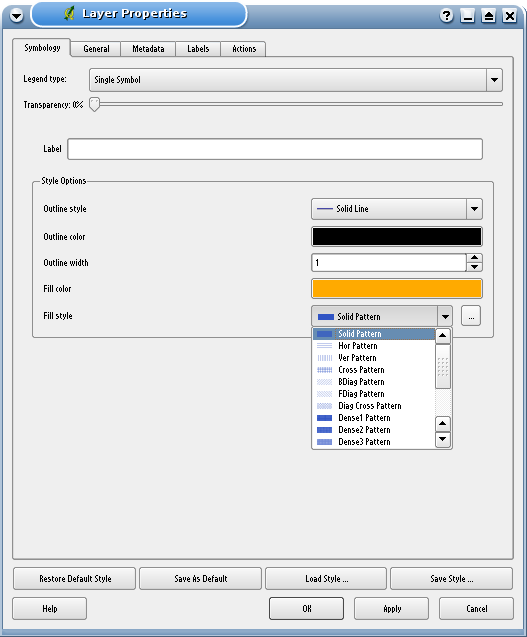 Layer Properties
Symbology General Metadata Labels Actions
Legend type: Single Symbol
Transparency: 0%
Label
Style Options
Outline style Solid Line
Outline color
Outline width 1
Fill color
Fill style Solid Pattern ...
Solid Pattern
Hor Pattern
Ver Pattern
Cross Pattern
BDiag Pattern
FDiag Pattern
Diag Cross Pattern
Dense1 Pattern
Dense2 Pattern
Dense3 Pattern
Restore Default Style Save As Default Load Style ... Save Style ...
Help OK Apply Cancel